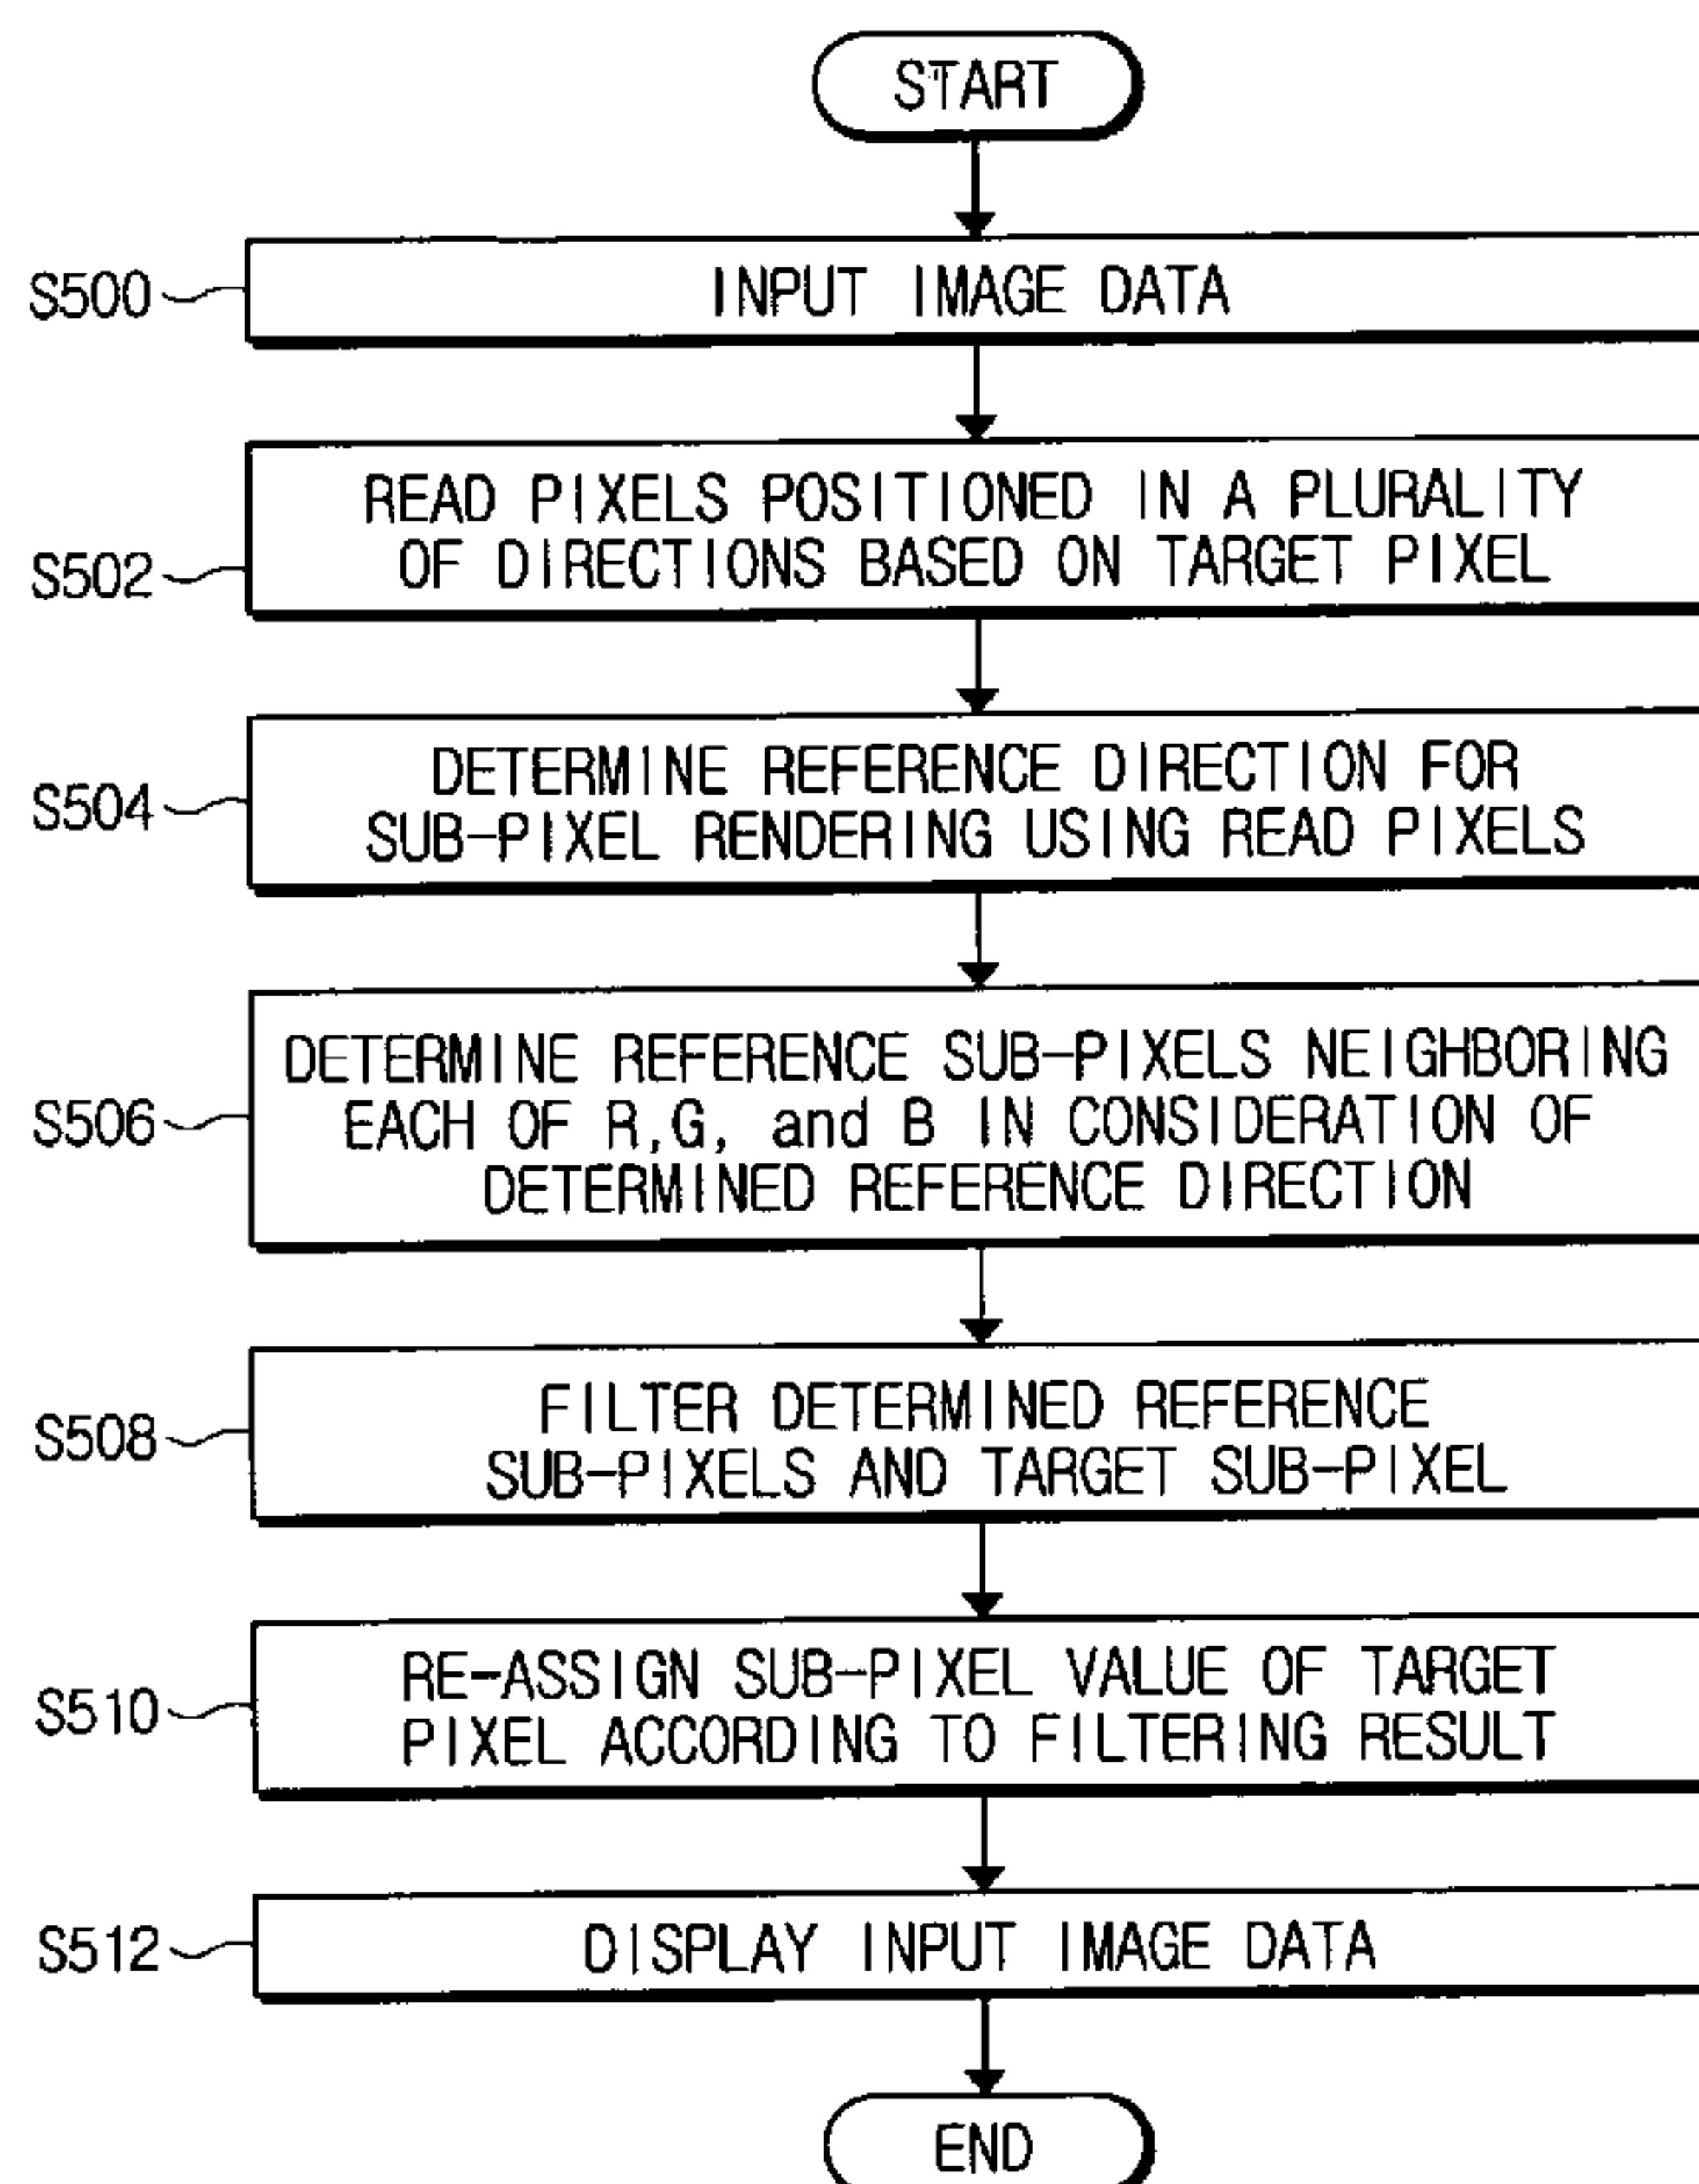 START
S500
INPUT IMAGE DATA
S502
READ PIXELS POSITIONED IN A PLURALITY
OF DIRECTIONS BASED ON TARGET PIXEL
S504
DETERMINE REFERENCE DIRECTION FOR
SUB-PIXEL RENDERING USING READ PIXELS
S506
DETERMINE REFERENCE SUB-PIXELS NEIGHBORING
EACH OF R,G, and B IN CONSIDERATION OF
DETERMINED REFERENCE DIRECTION
S508
FILTER DETERMINED REFERENCE
SUB-PIXELS AND TARGET SUB-PIXEL
S510
RE-ASSIGN SUB-PIXEL VALUE OF TARGET
PIXEL ACCORDING TO FILTERING RESULT
S512
DISPLAY INPUT IMAGE DATA
END